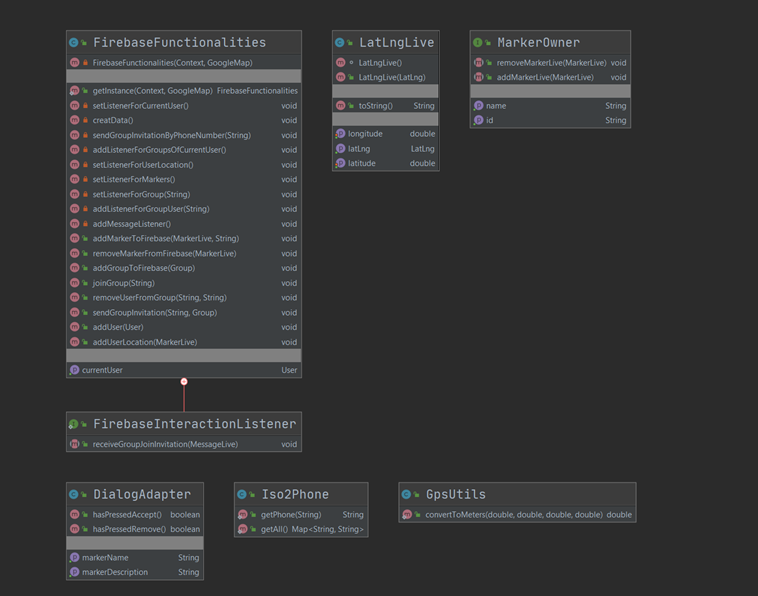 FirebaseFunctionalities
FirebaseFunctionalities(Context, GoogleMap)
getInstance(Context, GoogleMap) FirebaseFunctionalities
setListenerForCurrentUser() void
creatData() void
sendGroupInvitationByPhoneNumber(String) void
addListenerForGroupsOfCurrentUser() void
setListenerForUserLocation() void
setListenerForMarkers() void
setListenerForGroup(String) void
addListenerForGroupUser(String) void
addMessageListener() void
addMarkerToFirebase(MarkerLive, String) void
removeMarkerFromFirebase(MarkerLive) void
addGroupToFirebase(Group) void
joinGroup(String) void
removeUserFromGroup(String, String) void
sendGroupInvitation(String, Group) void
addUser(User) void
addUserLocation(MarkerLive) void
currentUser User
LatLngLive
LatLngLive()
LatLngLive(LatLng)
toString() String
longitude double
latLng LatLng
latitude double
MarkerOwner
removeMarkerLive(MarkerLive) void
addMarkerLive(MarkerLive) void
name String
id String
FirebaseInteractionListener
receiveGroupJoinInvitation(MessageLive) void
DialogAdapter
hasPressedAccept() boolean
hasPressedRemove() boolean
markerName String
markerDescription String
Iso2Phone
getPhone(String) String
getAll() Map<String, String>
GpsUtils
convertToMeters(double, double, double, double) double